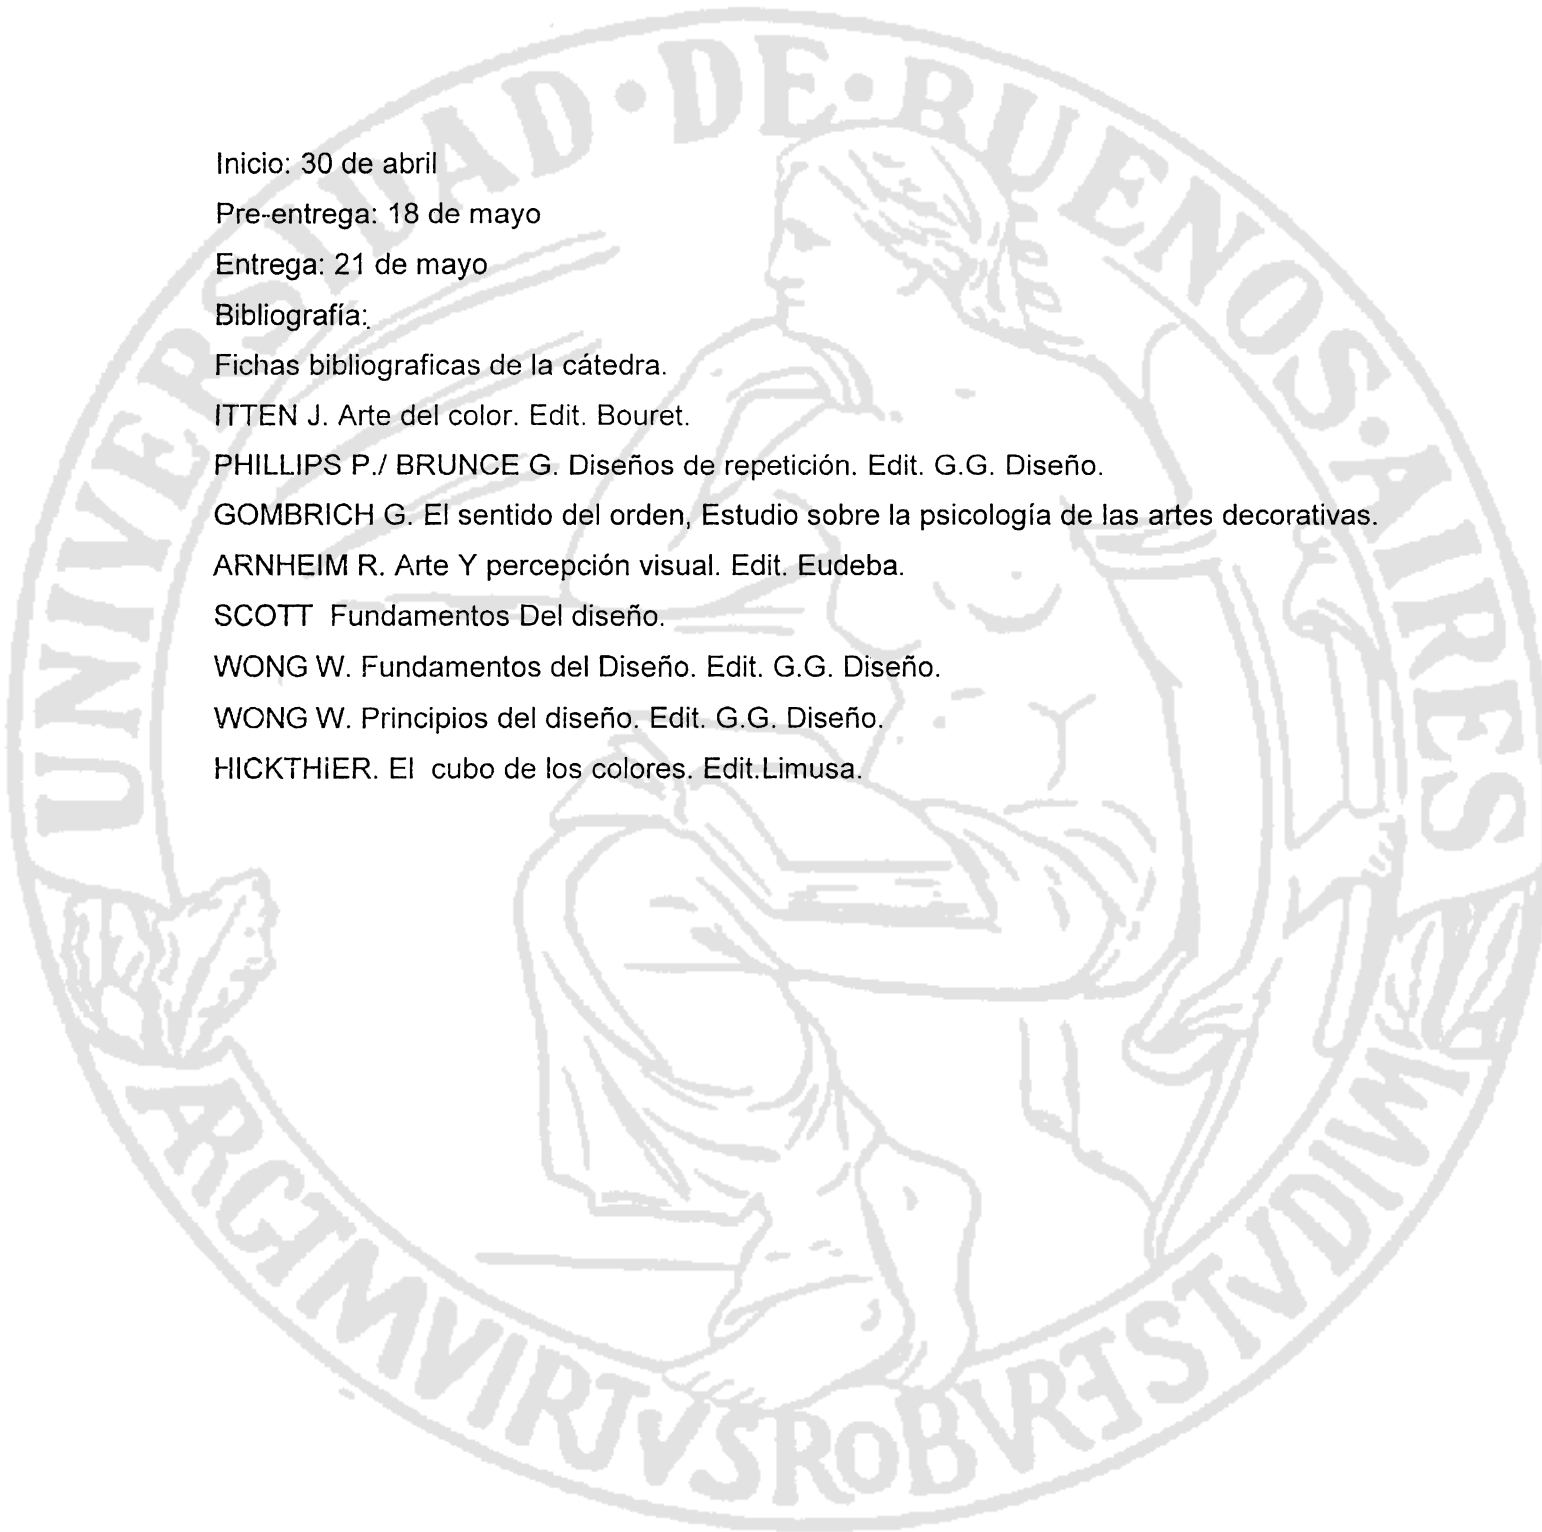 UNIVERSIDAD·DE·BUENOS·AIRES
Inicio: 30 de abril
Pre-entrega: 18 de mayo
Entrega: 21 de mayo
Bibliografía:
Fichas bibliograficas de la cátedra.
ITTEN J. Arte del color. Edit. Bouret.
PHILLIPS P./ BRUNCE G. Diseños de repetición. Edit. G.G. Diseño.
GOMBRICH G. El sentido del orden, Estudio sobre la psicología de las artes decorativas.
ARNHEIM R. Arte Y percepción visual. Edit. Eudeba.
SCOTT  Fundamentos Del diseño.
WONG W. Fundamentos del Diseño. Edit. G.G. Diseño.
WONG W. Principios del diseño. Edit. G.G. Diseño.
HICKTHiER. El  cubo de los colores. Edit.Limusa.
ARGTMVIRTVSROBVRETSTVDIVM